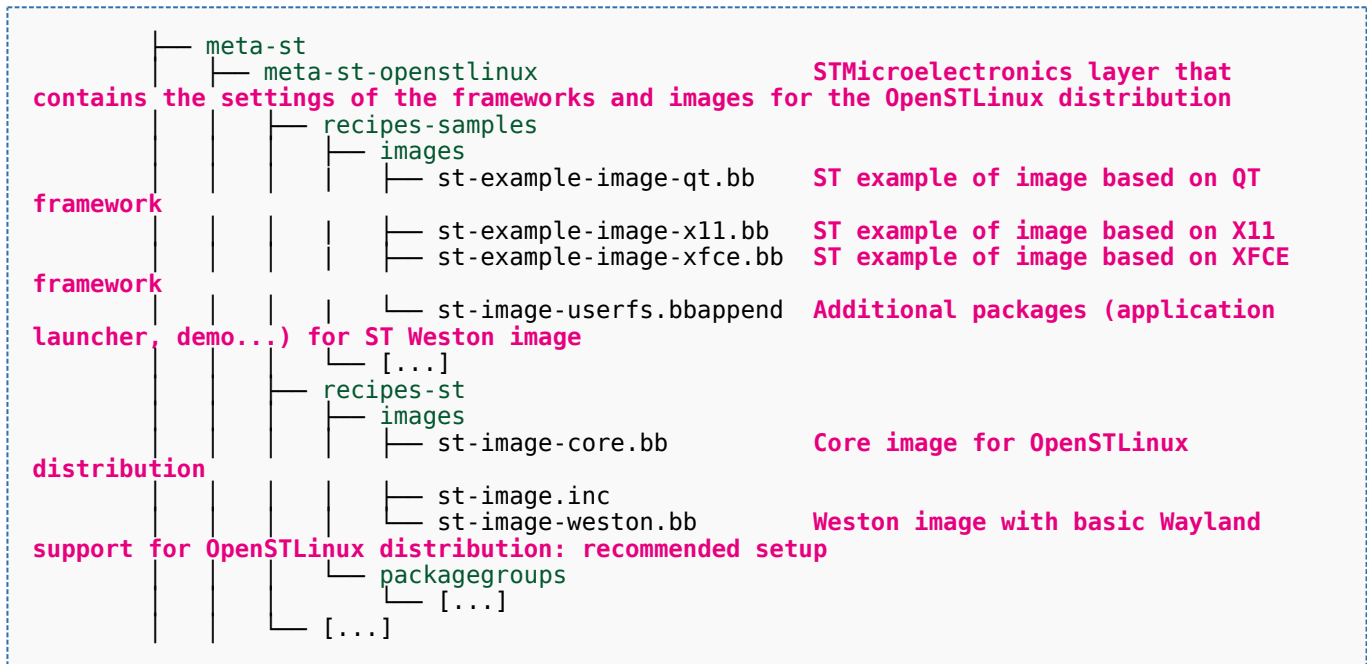 ├── meta-st
│   ├── meta-st-openstlinux                   STMicroelectronics layer that
contains the settings of the frameworks and images for the OpenSTLinux distribution
│   │   ├── recipes-samples
│   │   │   ├── images
│   │   │   |   ├── st-example-image-qt.bb    ST example of image based on QT
framework
│   │   │   |   ├── st-example-image-x11.bb   ST example of image based on X11
│   │   │   |   ├── st-example-image-xfce.bb  ST example of image based on XFCE
framework
│   │   │   |   └── st-image-userfs.bbappend  Additional packages (application
launcher, demo...) for ST Weston image
│   │   │   └── [...]
│   │   ├── recipes-st
│   │   │   ├── images
│   │   │   │   ├── st-image-core.bb          Core image for OpenSTLinux
distribution
│   │   │   │   ├── st-image.inc
│   │   │   │   └── st-image-weston.bb        Weston image with basic Wayland
support for OpenSTLinux distribution: recommended setup
│   │   │   └── packagegroups
│   │   │       └── [...]
│   │   └── [...]